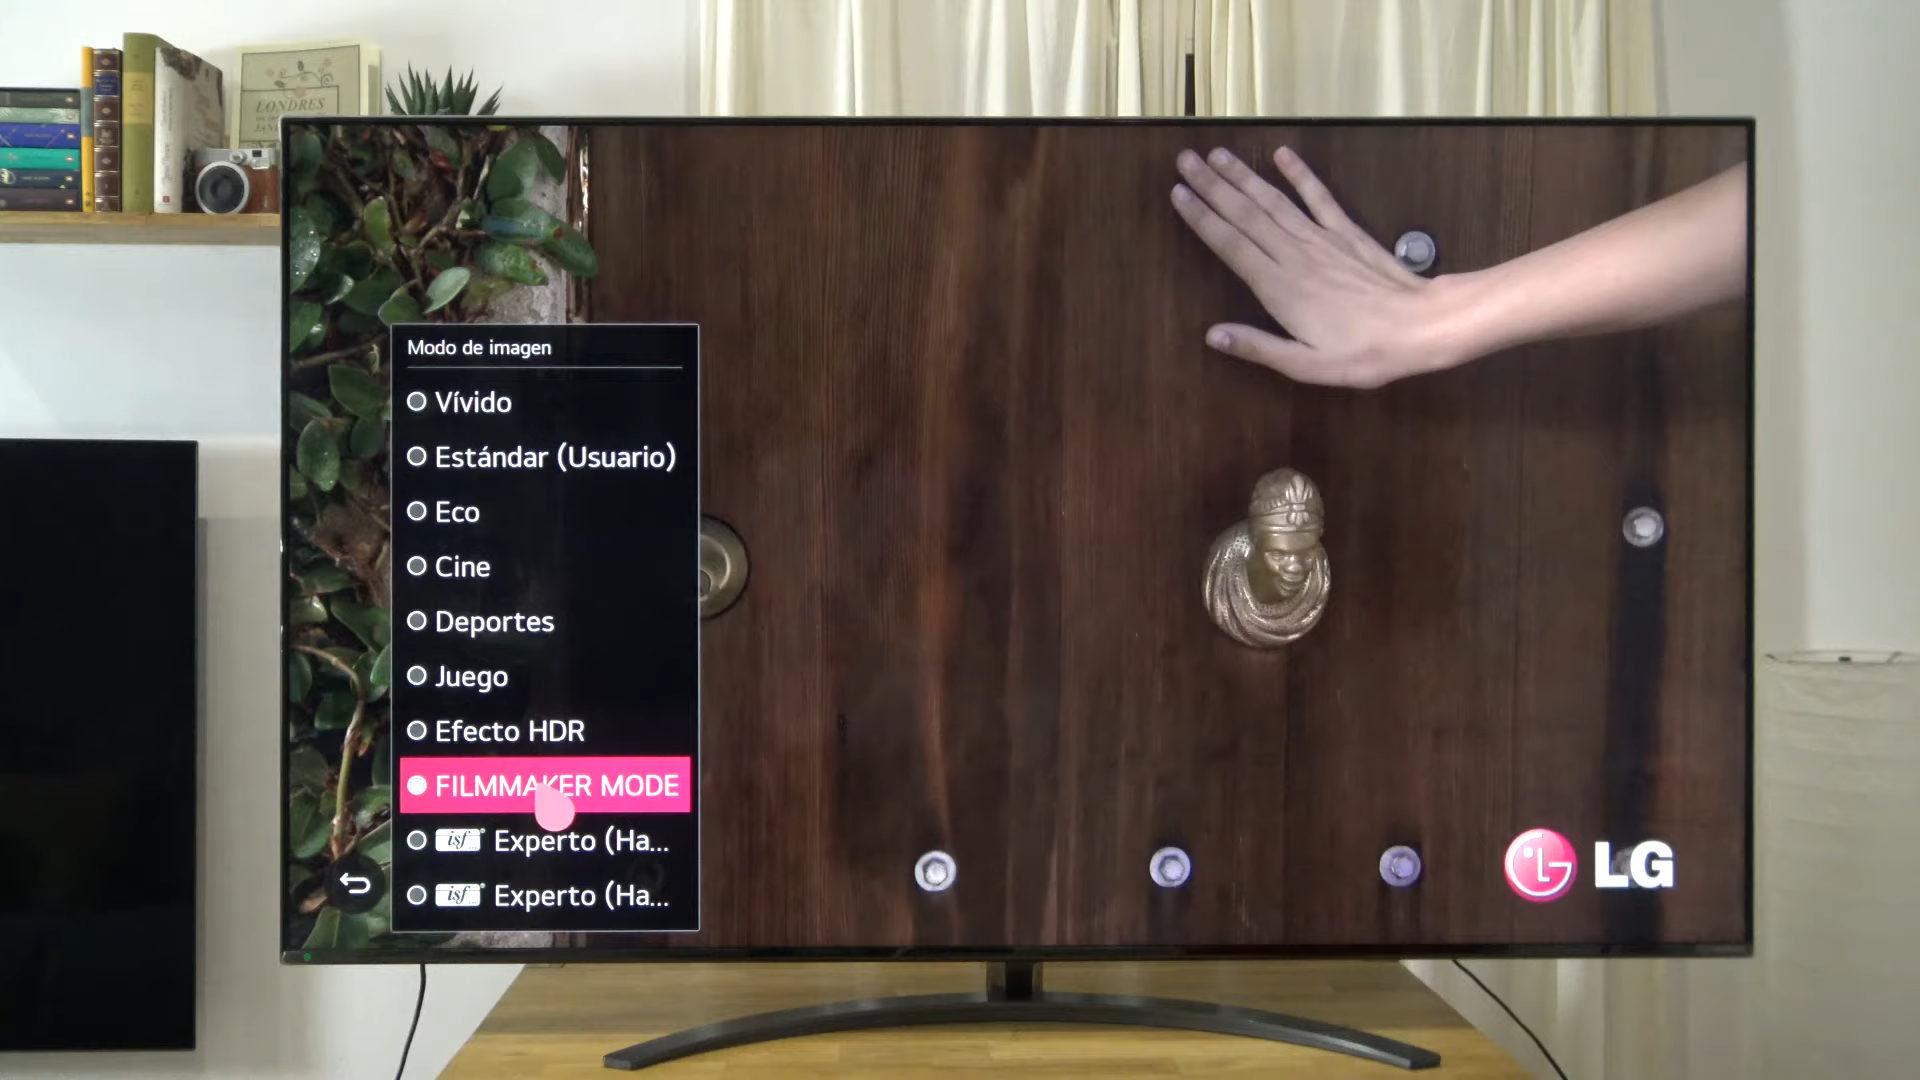 LONDRES
Modo de imagen
Vívido
Estándar (Usuario)
Eco
Cine
Deportes
Juego
Efecto HDR
FILMMAKER MODE
isf Experto (Ha...
isf Experto (Ha...
LG